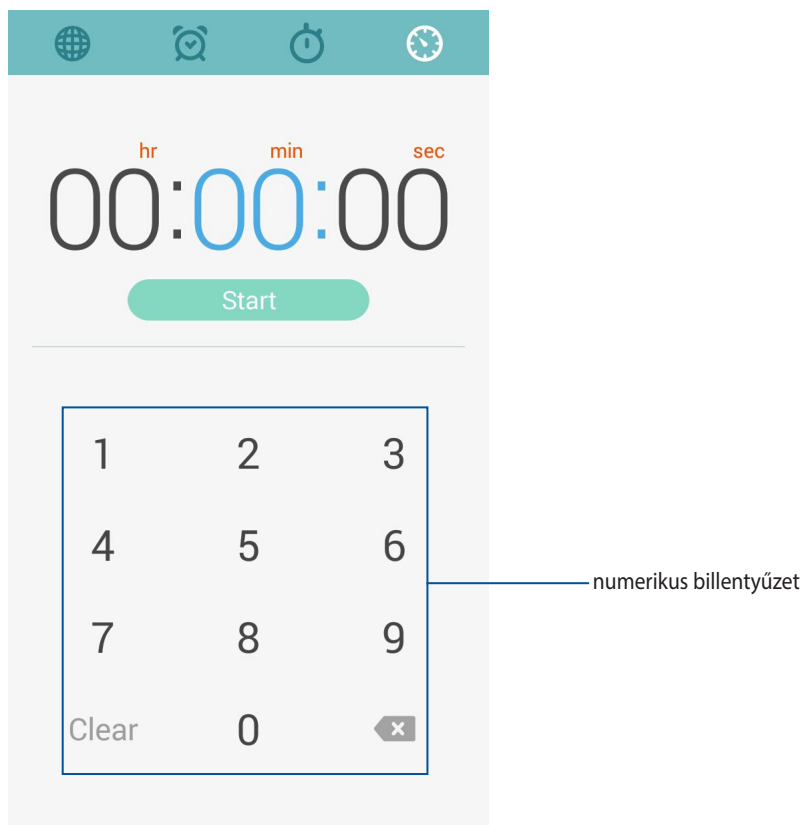 hr min sec
00:00:00
Start
1 2 3
4 5 6
numerikus billentyűzet
7 8 9
Clear 0